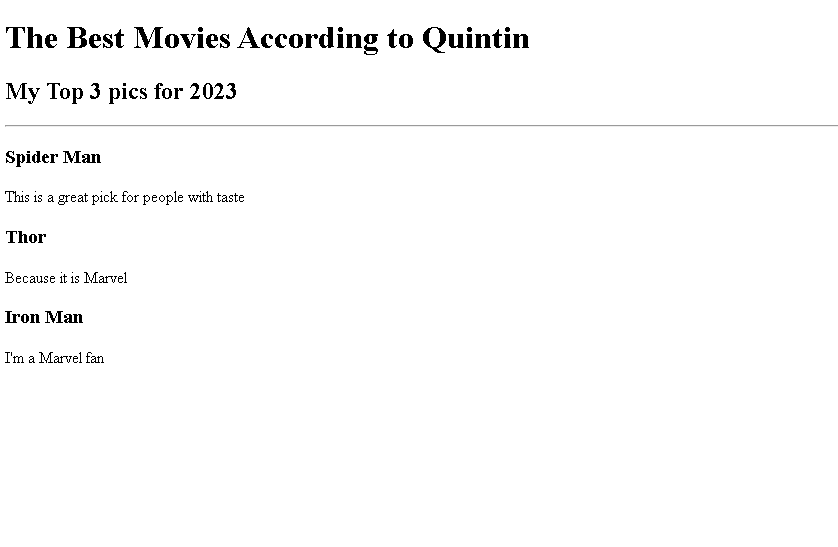 The Best Movies According to Quintin
My Top 3 pics for 2023
Spider Man
This is a great pick for people with taste
Thor
Because it is Marvel
Iron Man
I'm a Marvel fan